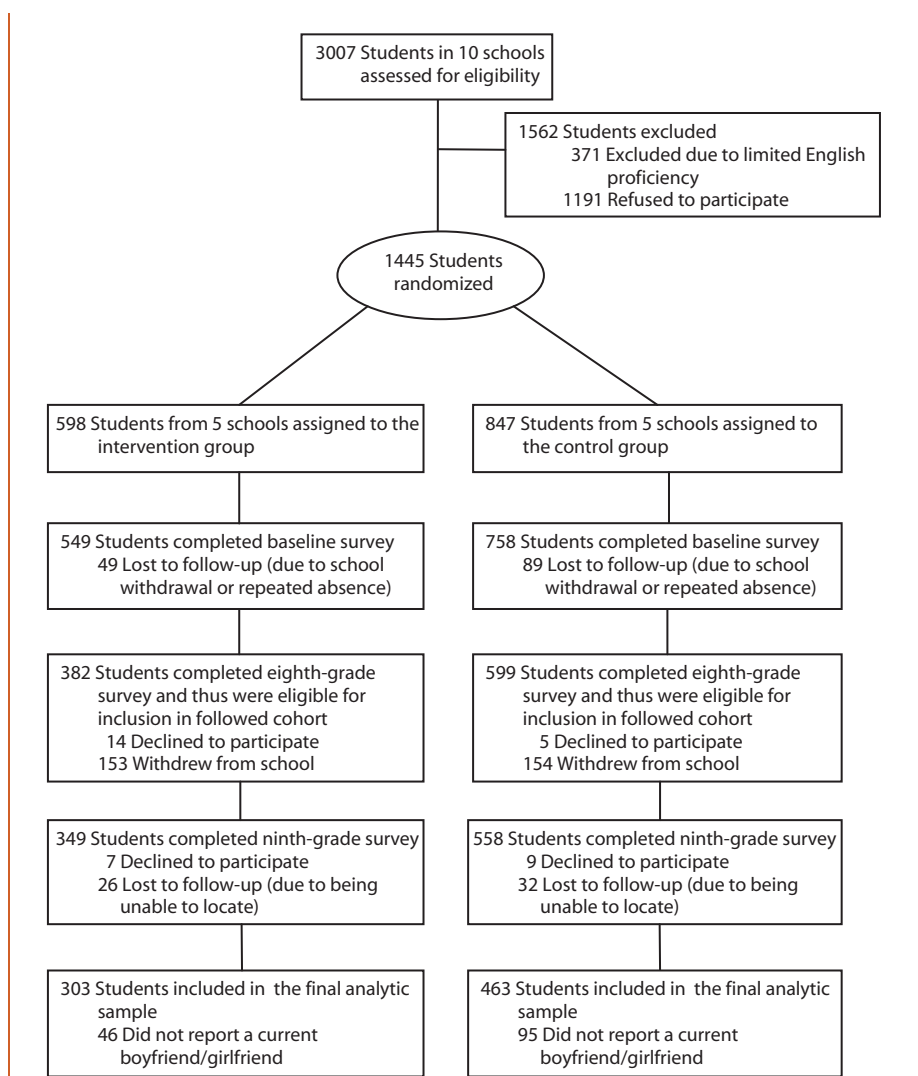 3007 Students in 10 schools
assessed for eligibility
1562 Students excluded
371 Excluded due to limited English
proficiency
1191 Refused to participate
1445 Students
randomized
598 Students from 5 schools assigned to the
intervention group
847 Students from 5 schools assigned to
the control group
549 Students completed baseline survey
49 Lost to follow-up (due to school
withdrawal or repeated absence)
758 Students completed baseline survey
89 Lost to follow-up (due to school
withdrawal or repeated absence)
382 Students completed eighth-grade
survey and thus were eligible for
inclusion in followed cohort
14 Declined to participate
153 Withdrew from school
599 Students completed eighth-grade
survey and thus were eligible for
inclusion in followed cohort
5 Declined to participate
154 Withdrew from school
349 Students completed ninth-grade survey
7 Declined to participate
26 Lost to follow-up (due to being
unable to locate)
558 Students completed ninth-grade survey
9 Declined to participate
32 Lost to follow-up (due to being
unable to locate)
303 Students included in the final analytic
sample
46 Did not report a current
boyfriend/girlfriend
463 Students included in the final analytic
sample
95 Did not report a current
boyfriend/girlfriend